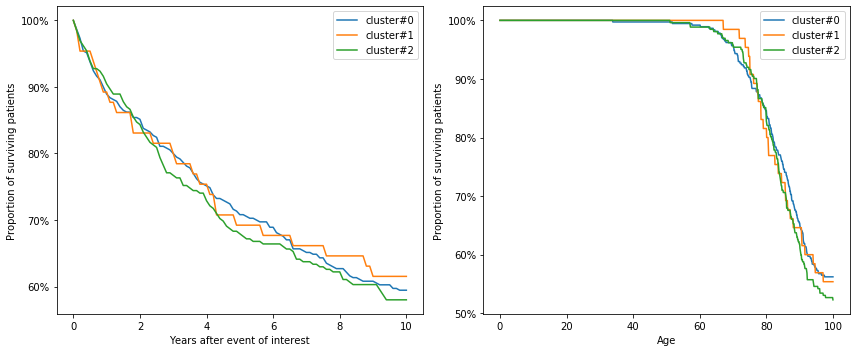 Proportion of surviving patients
100%
90%
80%
70%
60%
0
2
4
6
8
10
Years after event of interest
cluster#0
cluster#1
cluster#2
Proportion of surviving patients
100%
90%
80%
70%
60%
50%
0
20
40
60
80
100
Age
cluster#0
cluster#1
cluster#2